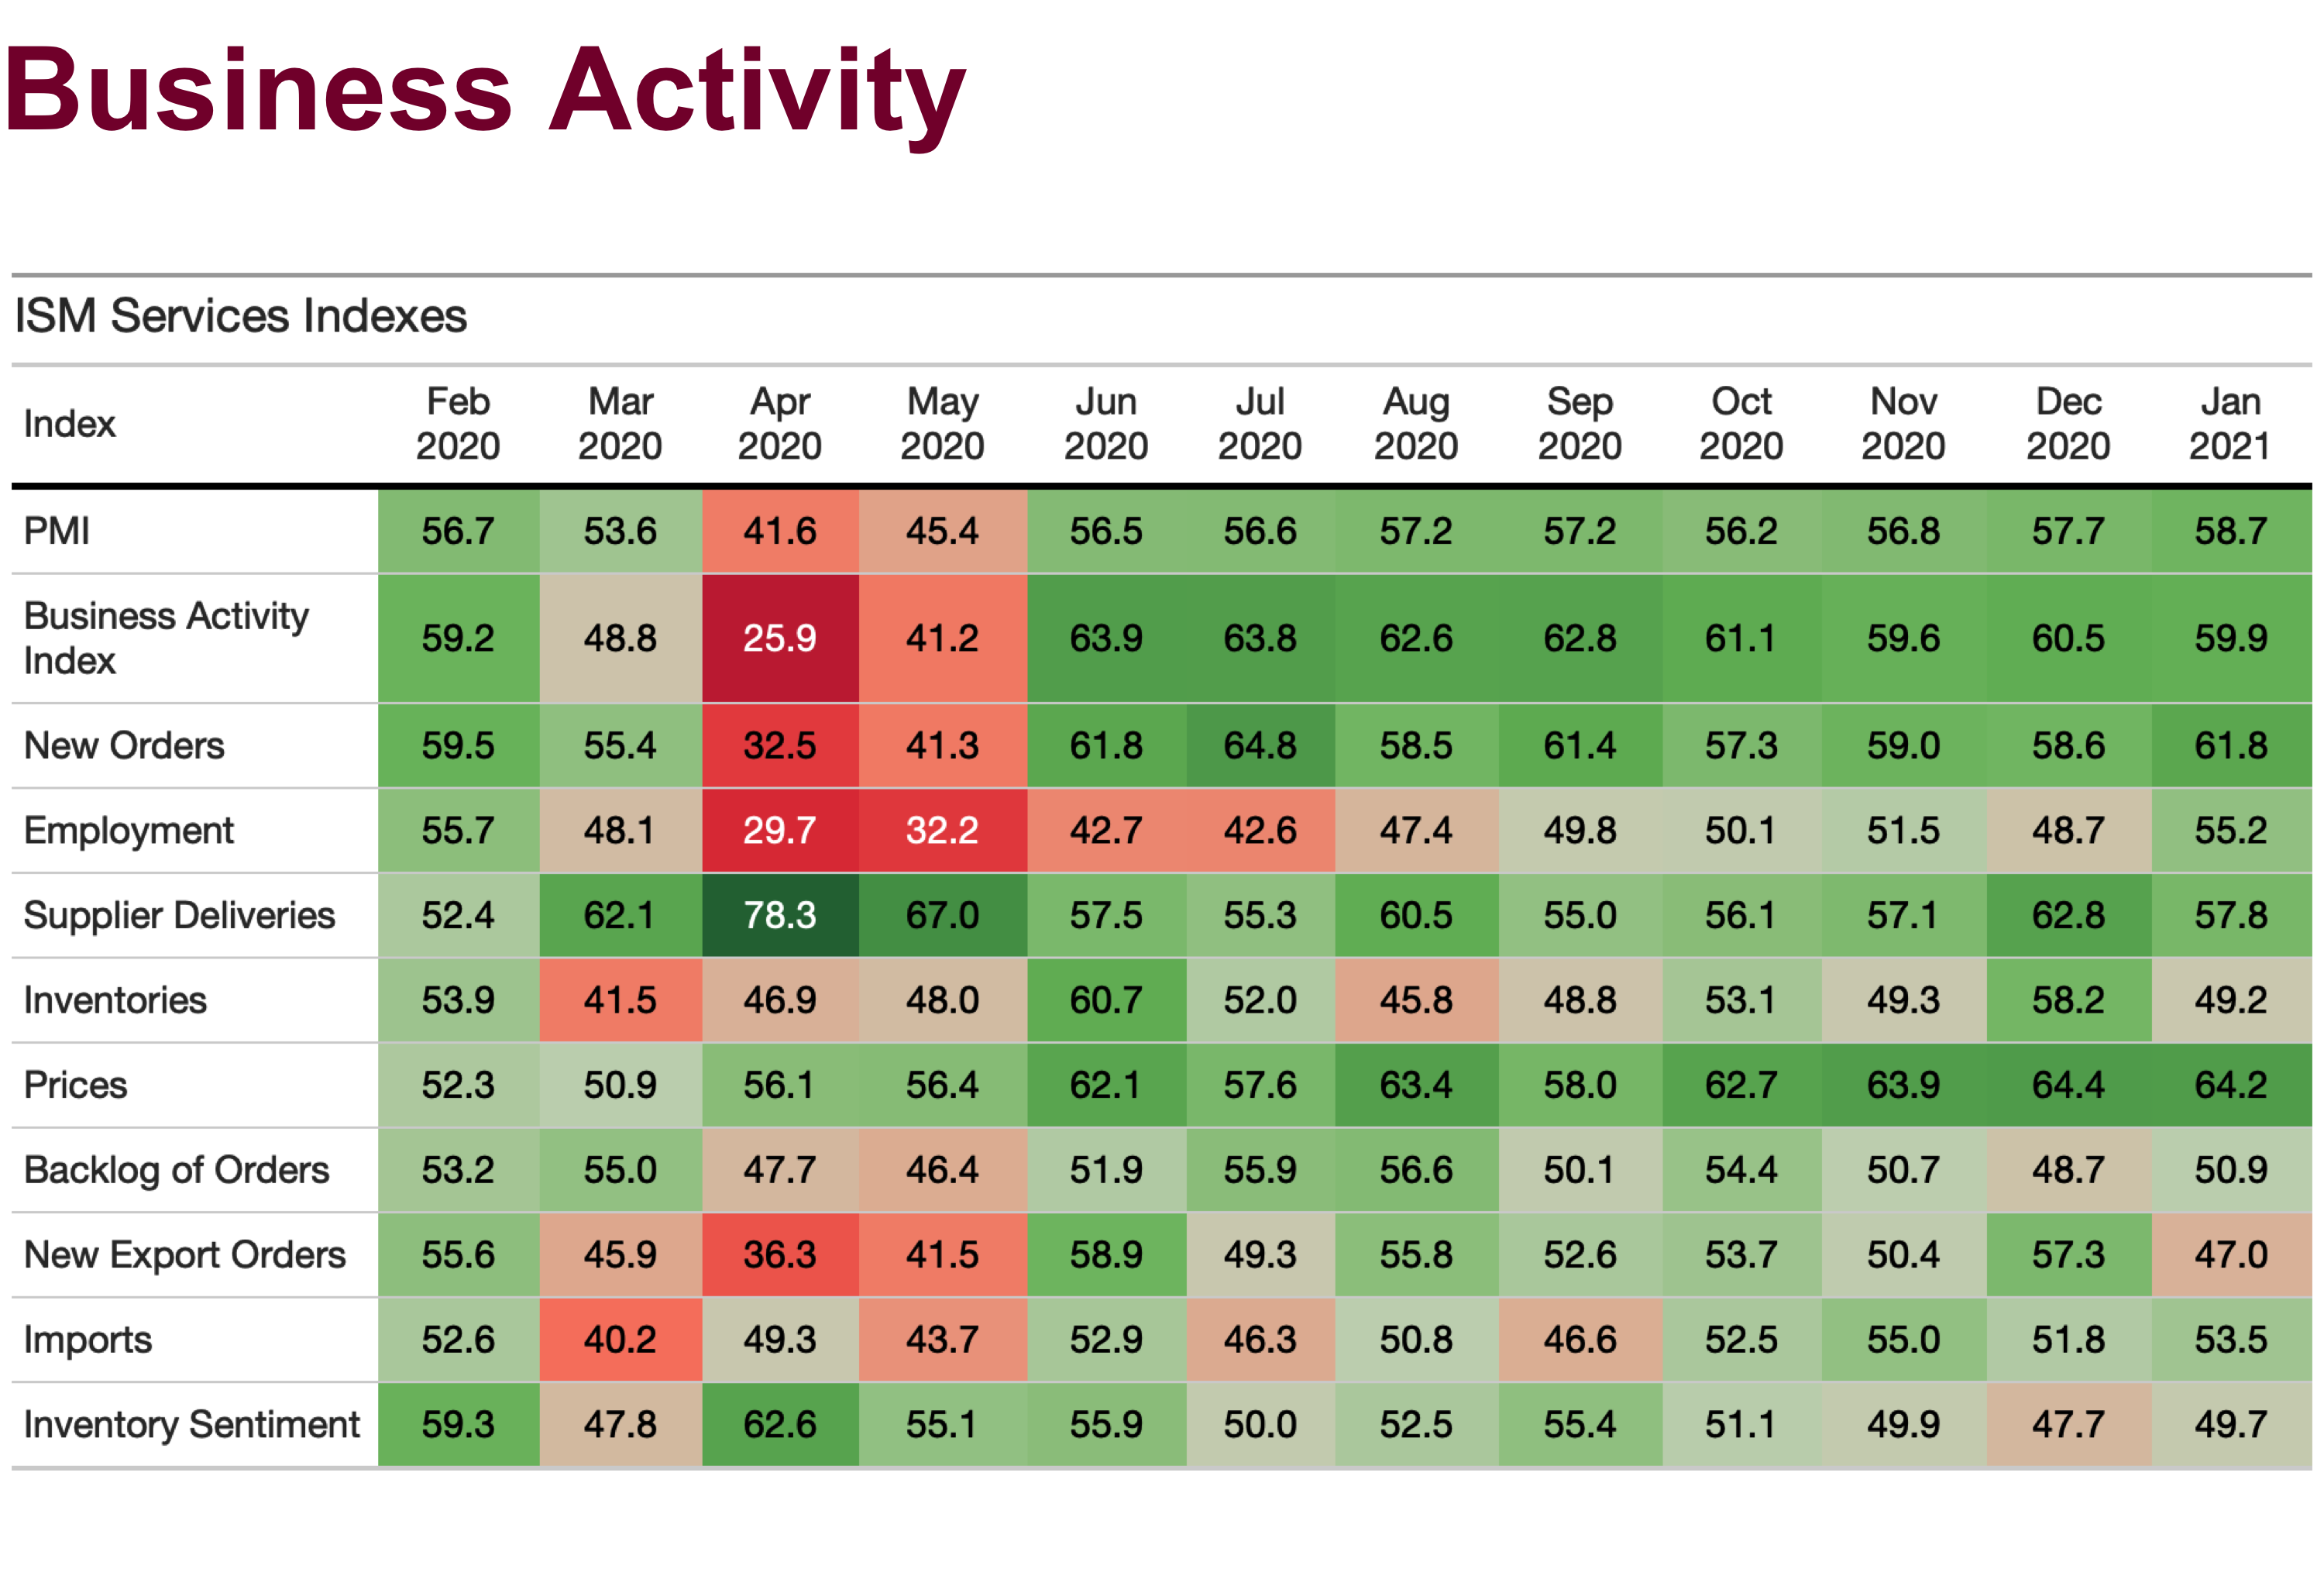 Business Activity
ISM Services Indexes
Index Feb 2020 Mar 2020 Apr 2020 May 2020 Jun 2020 Jul 2020 Aug 2020 Sep 2020 Oct 2020 Nov 2020 Dec 2020 Jan 2021
PMI 56.7 53.6 41.6 45.4 56.5 56.6 57.2 57.2 56.2 56.8 57.7 58.7
Business Activity Index 59.2 48.8 25.9 41.2 63.9 63.8 62.6 62.8 61.1 59.6 60.5 59.9
New Orders 59.5 55.4 32.5 41.3 61.8 64.8 58.5 61.4 57.3 59.0 58.6 61.8
Employment 55.7 48.1 29.7 32.2 42.7 42.6 47.4 49.8 50.1 51.5 48.7 55.2
Supplier Deliveries 52.4 62.1 78.3 67.0 57.5 55.3 60.5 55.0 56.1 57.1 62.8 57.8
Inventories 53.9 41.5 46.9 48.0 60.7 52.0 45.8 48.8 53.1 49.3 58.2 49.2
Prices 52.3 50.9 56.1 56.4 62.1 57.6 63.4 58.0 62.7 63.9 64.4 64.2
Backlog of Orders 53.2 55.0 47.7 46.4 51.9 55.9 56.6 50.1 54.4 50.7 48.7 50.9
New Export Orders 55.6 45.9 36.3 41.5 58.9 49.3 55.8 52.6 53.7 50.4 57.3 47.0
Imports 52.6 40.2 49.3 43.7 52.9 46.3 50.8 46.6 52.5 55.0 51.8 53.5
Inventory Sentiment 59.3 47.8 62.6 55.1 55.9 50.0 52.5 55.4 51.1 49.9 47.7 49.7